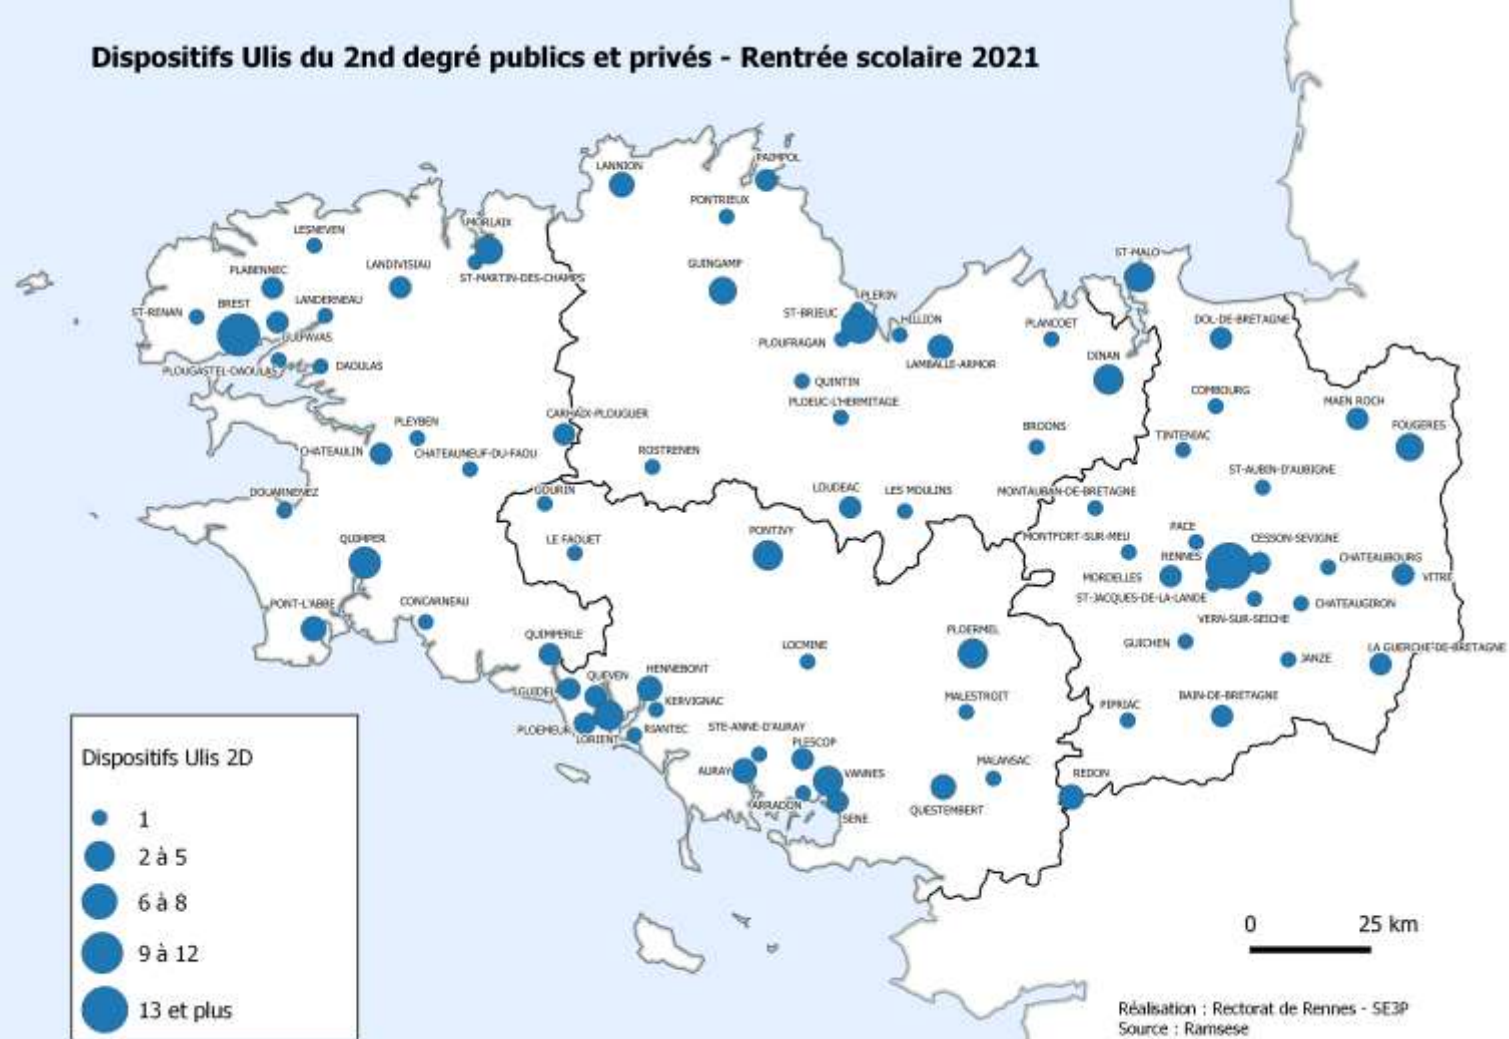 Dispositifs Ulis du 2nd degré publics et privés - Rentrée scolaire 2021
LANNION
PAIMPOL
PONTRIEUX
MORLAIX
LESNEVEN
PLABENNEC
LANDIVISIAU
ST-MARTIN-DES-CHAMPS
GUINGAMP
ST-MALO
ST-RENAN
BREST
LANDERNEAU
GUIPAVAS
PLOUGASTEL-DAOULAS
DAOULAS
PLERIN
ST-BRIEUC
HILLION
PLOUFRAGAN
LAMBALLE-ARMOR
PLANCOET
DINAN
DOL-DE-BRETAGNE
QUINTIN
PLOEUC-L'HERMITAGE
COMBOURG
MAEN ROCH
FOUGERES
PLEYBEN
CARHAIX-PLOUGUER
CHATEAULIN
CHATEAUNEUF-DU-FAOU
ROSTRENEN
BROONS
TINTENIAC
ST-AUBIN-D'AUBIGNE
DOUARNENEZ
GOURIN
LOUDEAC
LES MOULINS
MONTAUBAN-DE-BRETAGNE
QUIMPER
LE FAOUET
PONTIVY
MONTFORT-SUR-MEU
PACE
CESSON-SEVIGNE
RENNES
CHATEAUBOURG
MORDELLES
VITRE
ST-JACQUES-DE-LA-LANDE
CHATEAUGIRON
VERN-SUR-SEICHE
PONT-L'ABBE
CONCARNEAU
QUIMPERLE
LOCMINE
PLOERMEL
GUICHEN
JANZE
LA GUERCHE-DE-BRETAGNE
GUIDEL
QUEVEN
HENNEBONT
KERVIGNAC
PLOEMEUR
LORIENT
RIANTEC
STE-ANNE-D'AURAY
MALESTROIT
PIPRIAC
BAIN-DE-BRETAGNE
PLESCOP
AURAY
VANNES
ARRADON
SENE
QUESTEMBERT
MALANSAC
REDON
Dispositifs Ulis 2D
1
2 à 5
6 à 8
9 à 12
13 et plus
0 25 km
Réalisation : Rectorat de Rennes - SE3P
Source : Ramsese